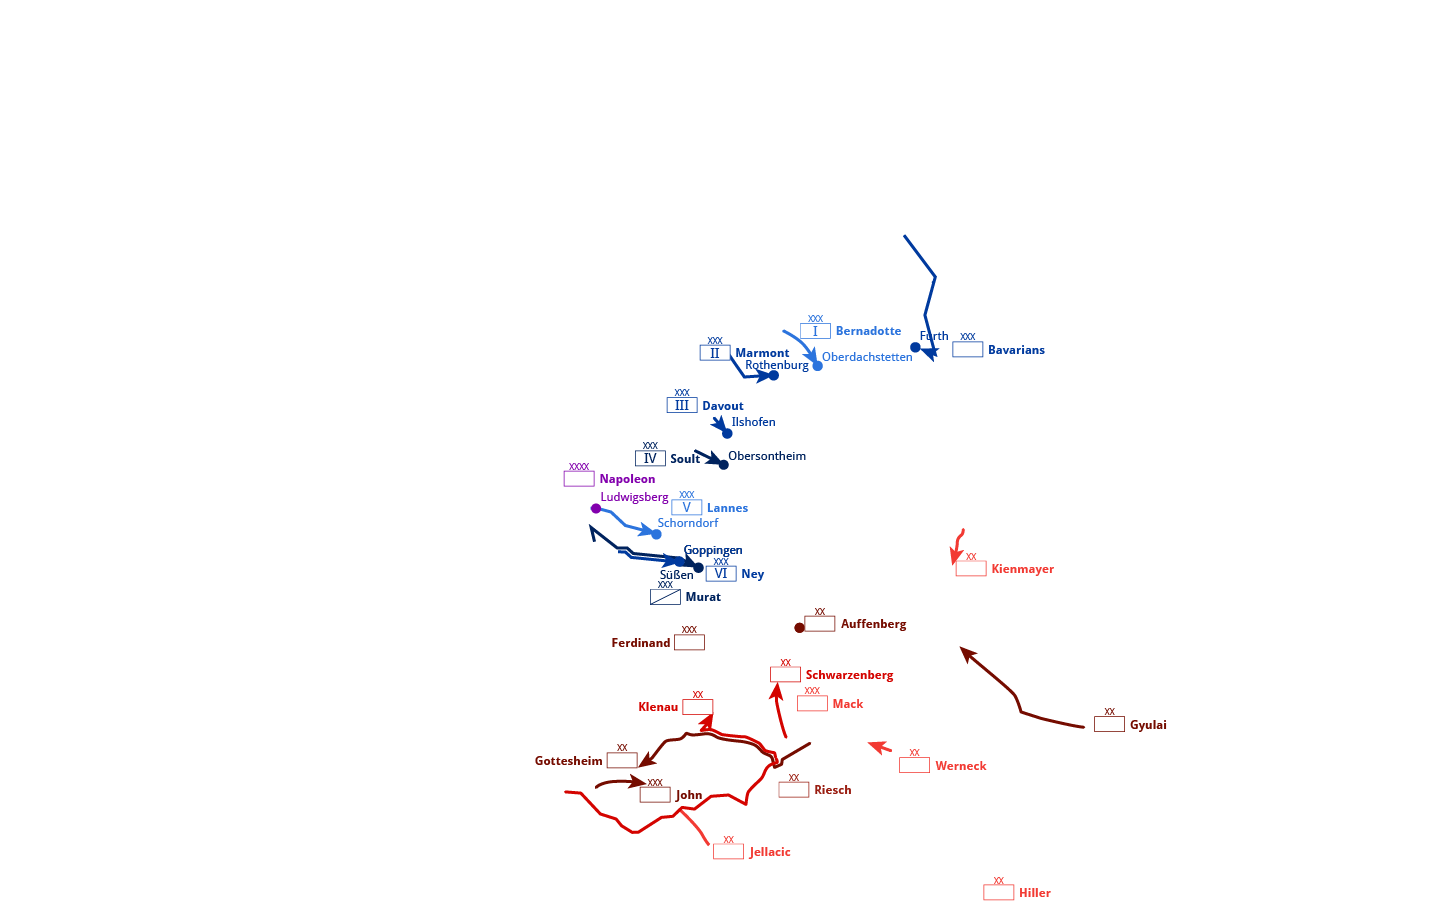 XXX
I Bernadotte
Furth
XXX
Bavarians
XXX
II Marmont
Oberdachstetten
Rothenburg
XXX
III Davout
Ilshofen
XXX
IV Soult
Obersontheim
XXXX
Napoleon
Ludwigsberg
XXX
V Lannes
Schorndorf
Goppingen
XXX
VI Ney
Süßen
XXX
Murat
XX
Kienmayer
XX
Auffenberg
XXX
Ferdinand
XX
Schwarzenberg
XX
Klenau
XXX
Mack
XX
Gyulai
XX
Gottesheim
XX
Werneck
XXX
John
XX
Riesch
XX
Jellacic
XX
Hiller